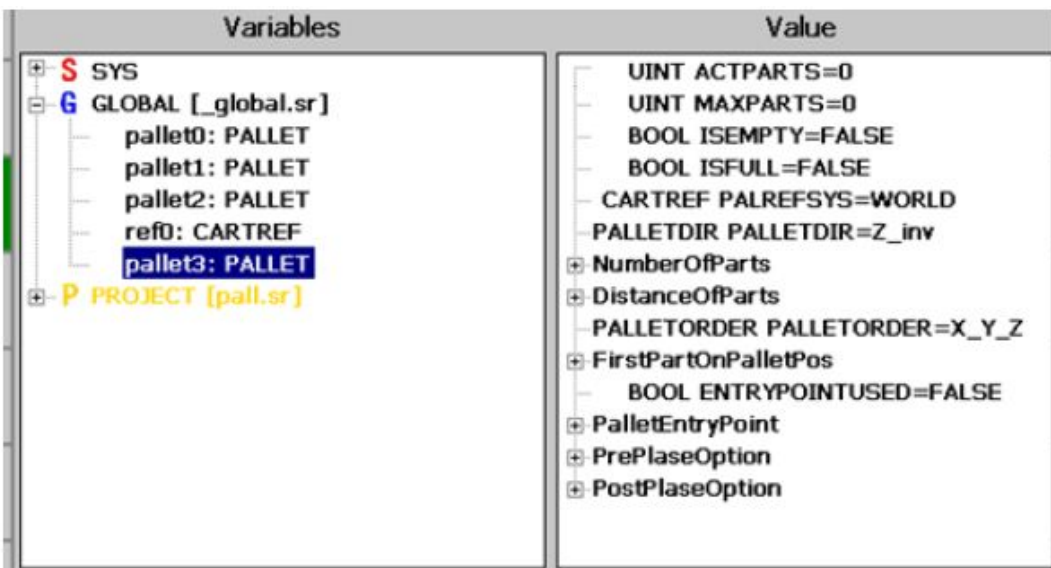 Variables
S SYS
G GLOBAL [_global.sr]
pallet0: PALLET
pallet1: PALLET
pallet2: PALLET
ref0: CARTREF
pallet3: PALLET
P PROJECT [pall.sr]
Value
UINT ACTPARTS=0
UINT MAXPARTS=0
BOOL ISEMPTY=FALSE
BOOL ISFULL=FALSE
CARTREF PALREFSYS=WORLD
PALLETDIR PALLETDIR=Z_inv
NumberOfParts
DistanceOfParts
PALLETORDER PALLETORDER=X_Y_Z
FirstPartOnPalletPos
BOOL ENTRYPOINTUSED=FALSE
PalletEntryPoint
PrePlaseOption
PostPlaseOption